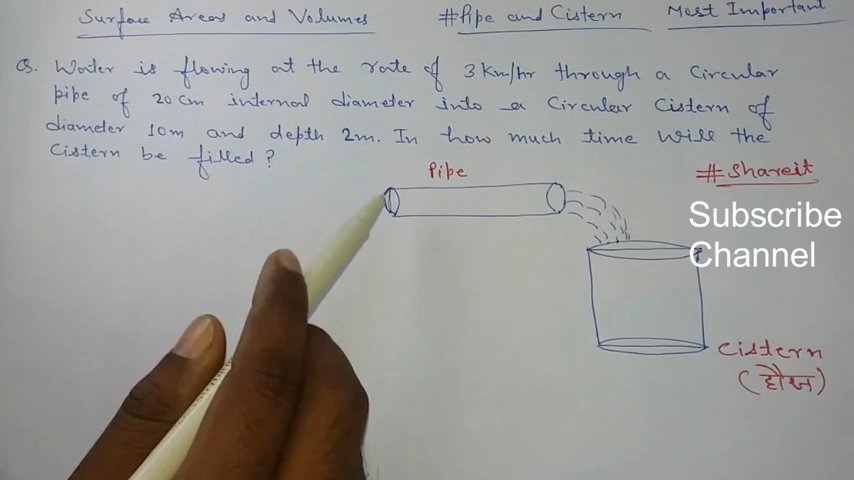 Surface Areas and Volumes #Pipe and Cistern Most Important
Q. Water is flowing at the rate of 3 Km/hr through a Circular
pipe of 20 cm internal diameter into a Circular Cistern of
diameter 10m and depth 2m. In how much time will the
Cistern be filled?
Pipe
#Shareit
Subscribe
Channel
Cistern
(हौज)